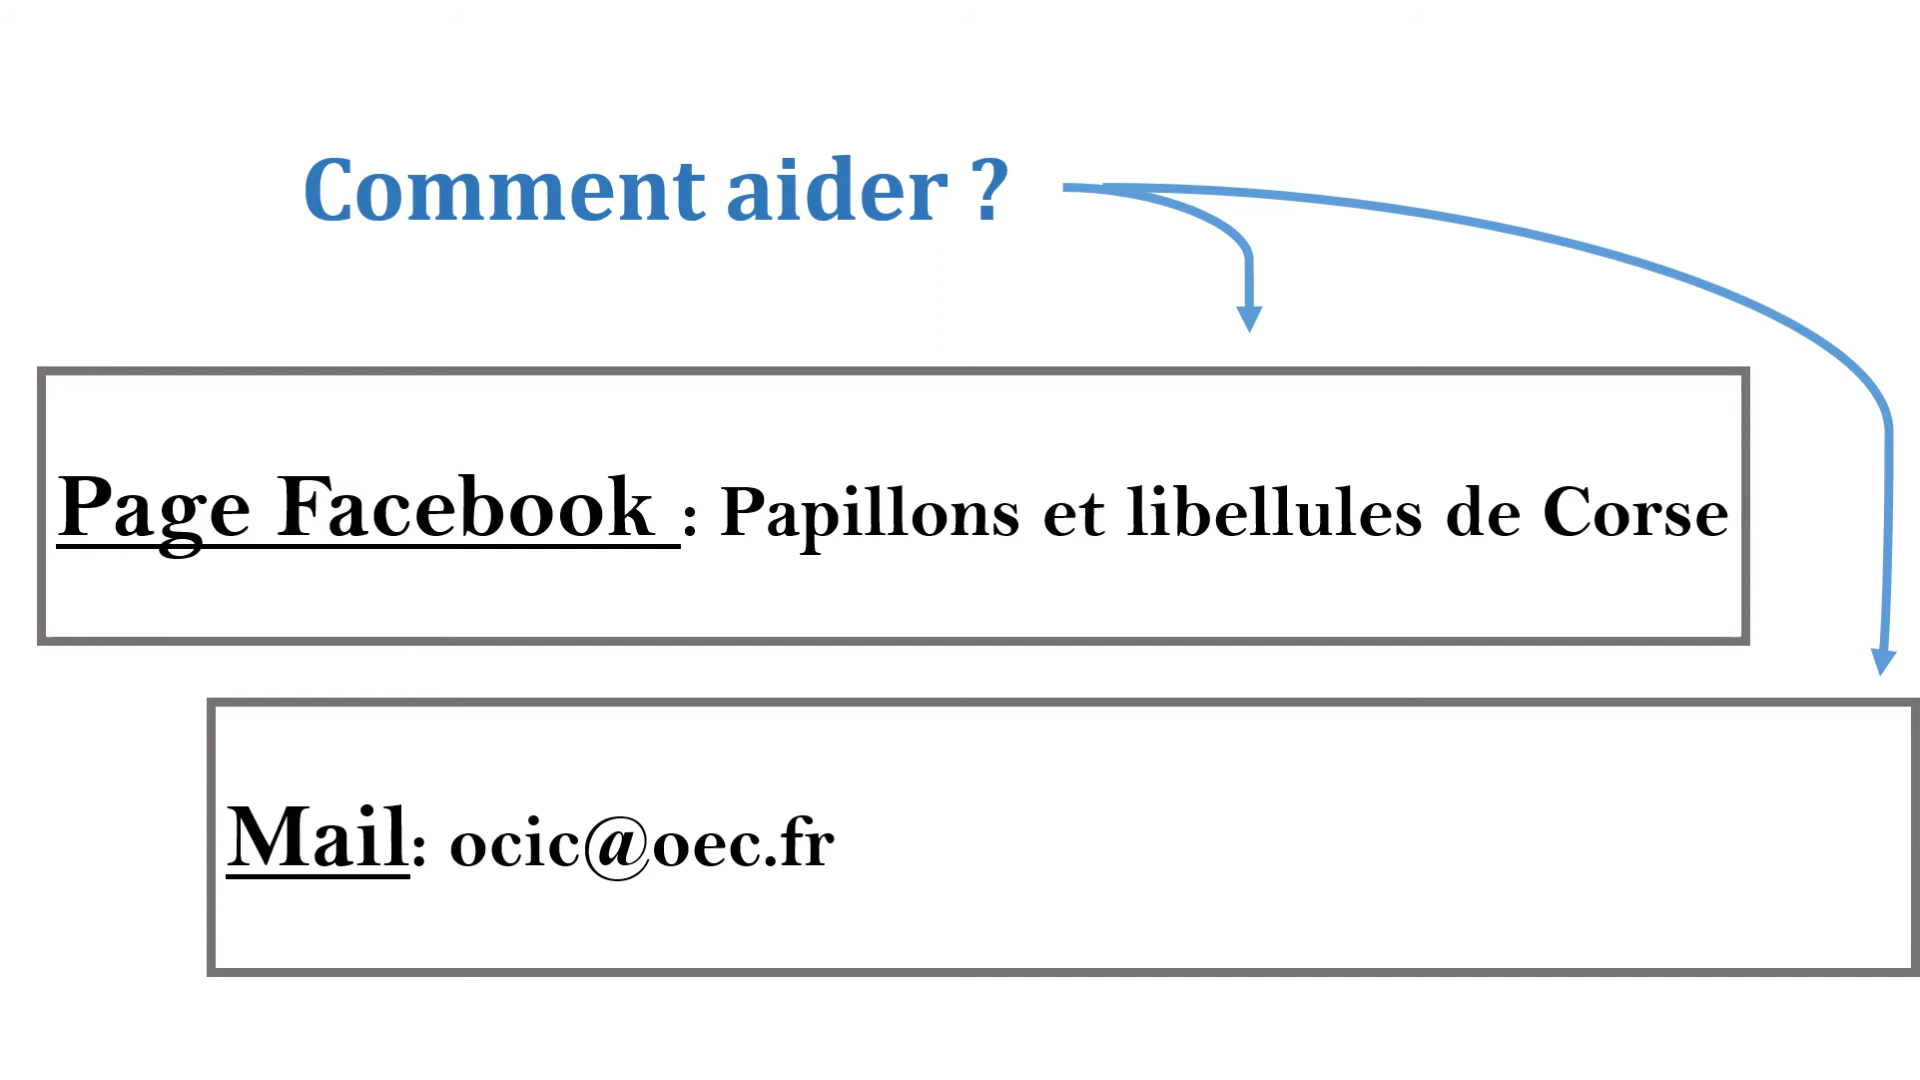 Comment aider ?
Page Facebook : Papillons et libellules de Corse
Mail: ocic@oec.fr